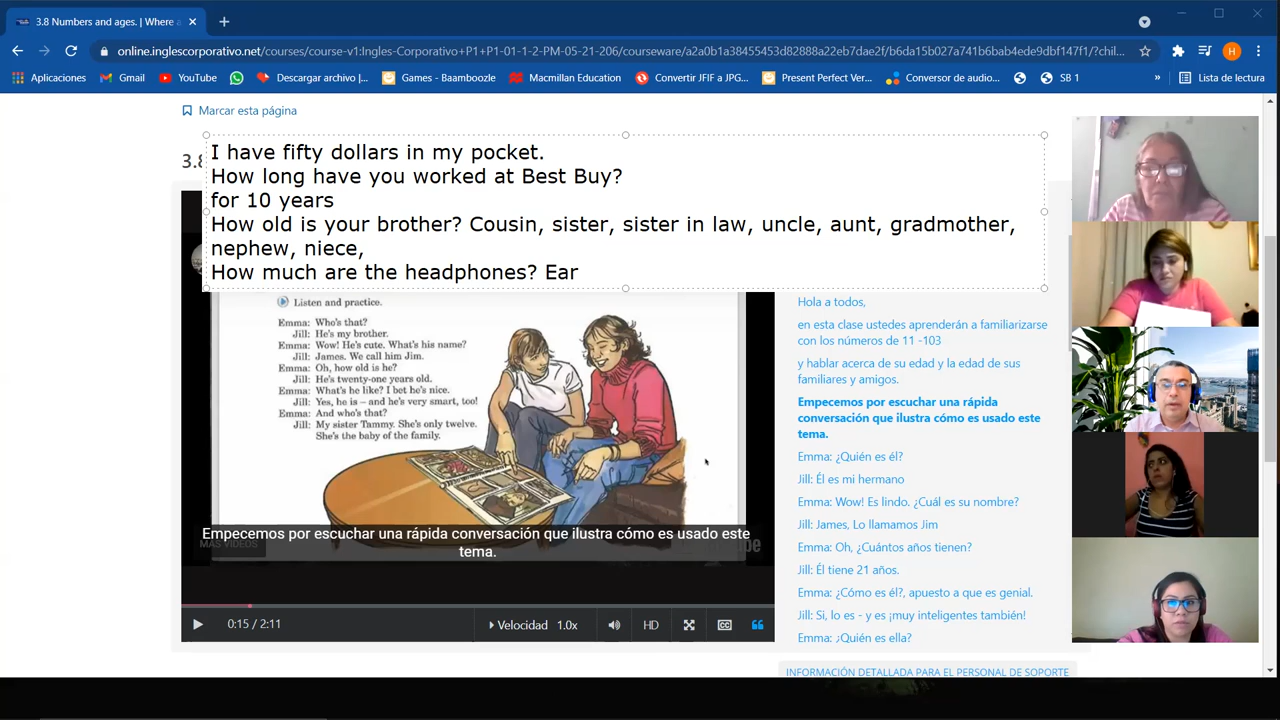 3.8 Numbers and ages. | Where a
online.inglescorporativo.net/courses/course-v1:Ingles-Corporativo+P1+P1-01-1-2-PM-05-21-206/courseware/a2a0b1a38455453d82888a22eb7dae2f/b6da15b027a741b6bab4ede9dbf147f1/?chil...
H
Aplicaciones
Gmail
YouTube
Descargar archivo |...
Games - Baamboozle
Macmillan Education
Convertir JFIF a JPG...
Present Perfect Ver...
Conversor de audio...
SB 1
»
Lista de lectura
Marcar esta página
3.8
I have fifty dollars in my pocket.
How long have you worked at Best Buy?
for 10 years
How old is your brother? Cousin, sister, sister in law, uncle, aunt, gradmother,
nephew, niece,
How much are the headphones? Ear
Listen and practice.
Emma: Who's that?
Jill: He's my brother.
Emma: Wow! He's cute. What's his name?
Jill: James. We call him Jim.
Emma: Oh, how old is he?
Jill: He's twenty-one years old.
Emma: What's he like? I bet he's nice.
Jill: Yes, he is – and he's very smart, too!
Emma: And who's that?
Jill: My sister Tammy. She's only twelve.
She's the baby of the family.
Empecemos por escuchar una rápida conversación que ilustra cómo es usado este
tema.
MÁS VÍDEOS
0:15 / 2:11
Velocidad 1.0x
HD
Hola a todos,
en esta clase ustedes aprenderán a familiarizarse
con los números de 11 -103
y hablar acerca de su edad y la edad de sus
familiares y amigos.
Empecemos por escuchar una rápida
conversación que ilustra cómo es usado este
tema.
Emma: ¿Quién es él?
Jill: Él es mi hermano
Emma: Wow! Es lindo. ¿Cuál es su nombre?
Jill: James, Lo llamamos Jim
Emma: Oh, ¿Cuántos años tienen?
Jill: Él tiene 21 años.
Emma: ¿Cómo es él?, apuesto a que es genial.
Jill: Si, lo es - y es ¡muy inteligentes también!
Emma: ¿Quién es ella?
INFORMACIÓN DETALLADA PARA EL PERSONAL DE SOPORTE